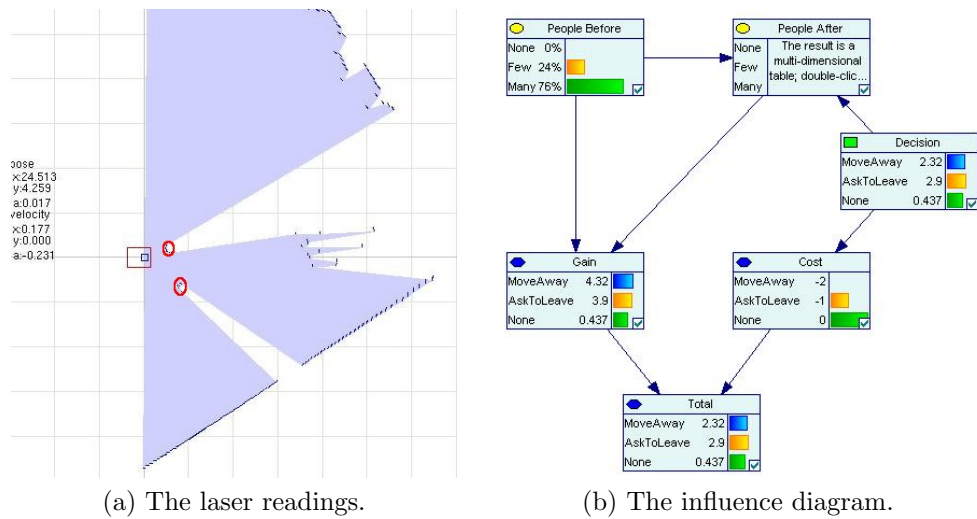 pose
x:24.513
y:4.259
a:0.017
velocity
x:0.177
y:0.000
a:-0.231
(a) The laser readings.
People Before
None 0%
Few 24%
Many 76%
People After
None
Few
Many
The result is a
multi-dimensional
table; double-clic...
Decision
MoveAway 2.32
AskToLeave 2.9
None 0.437
Gain
MoveAway 4.32
AskToLeave 3.9
None 0.437
Cost
MoveAway -2
AskToLeave -1
None 0
Total
MoveAway 2.32
AskToLeave 2.9
None 0.437
(b) The influence diagram.